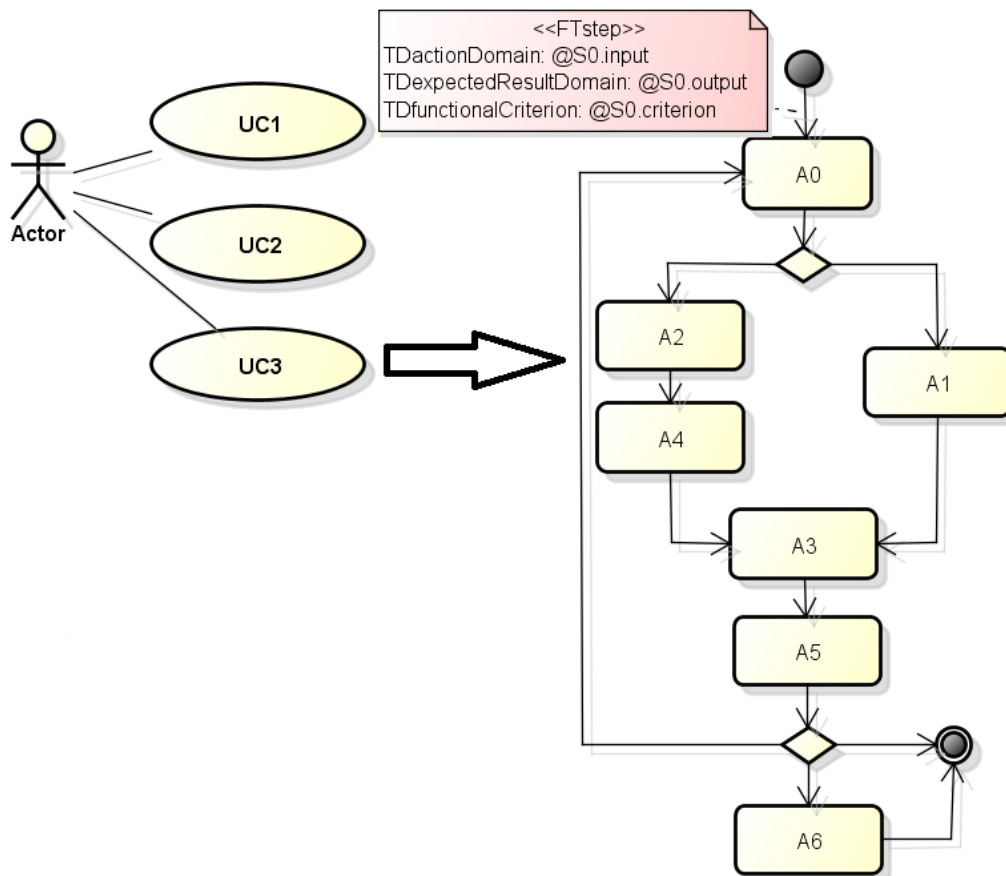 <<FTstep>>
TDactionDomain: @S0.input
TDexpectedResultDomain: @S0.output
TDfunctionalCriterion: @S0.criterion
UC1
Actor
UC2
UC3
A0
A2
A1
A4
A3
A5
A6